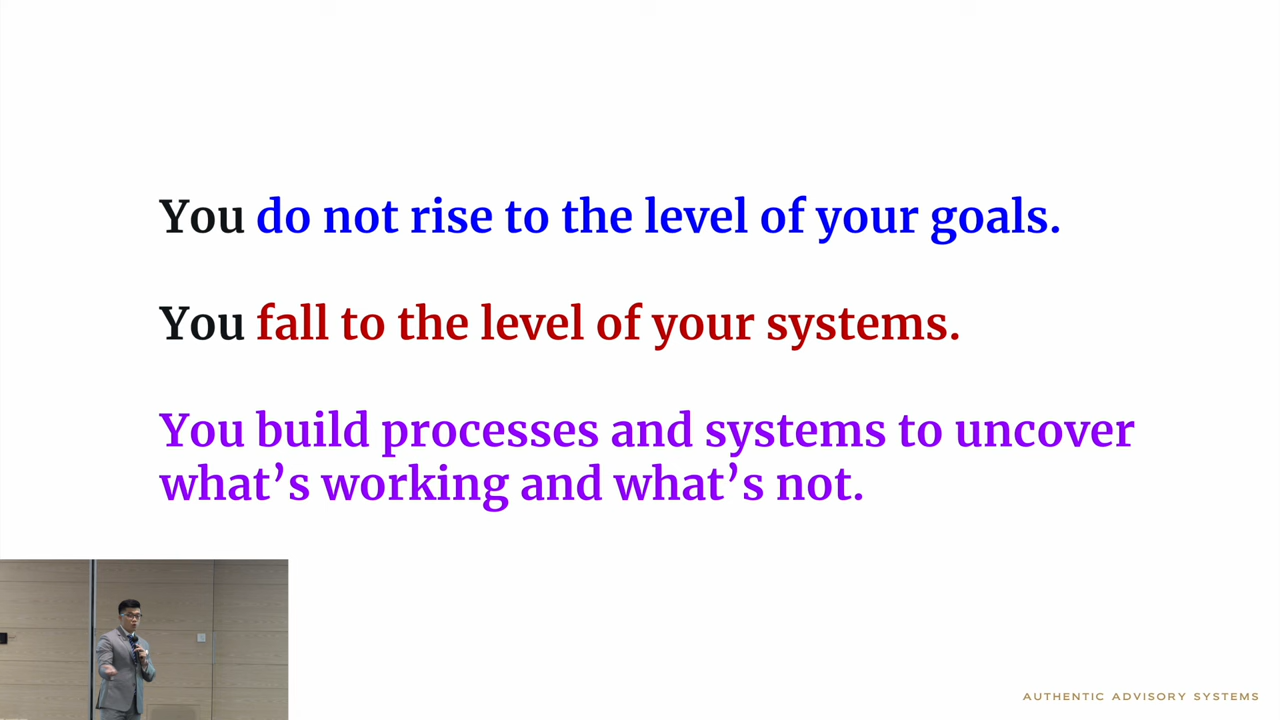 You do not rise to the level of your goals.
You fall to the level of your systems.
You build processes and systems to uncover
what’s working and what’s not.
AUTHENTIC ADVISORY SYSTEMS